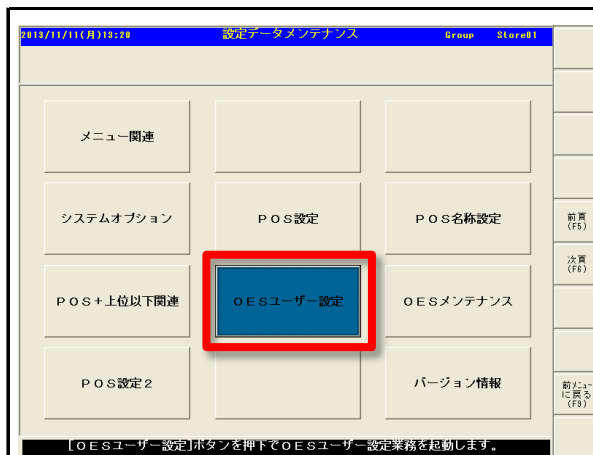 2013/11/11(月)13:20 設定データメンテナンス Group Store01
メニュー関連
システムオプション POS設定 POS名称設定
前頁
(F5)
次頁
(F6)
POS+上位以下関連 OESユーザー設定 OESメンテナンス
POS設定2 バージョン情報
前メニュー
に戻る
(F9)
[OESユーザー設定]ボタンを押下でOESユーザー設定業務を起動します。